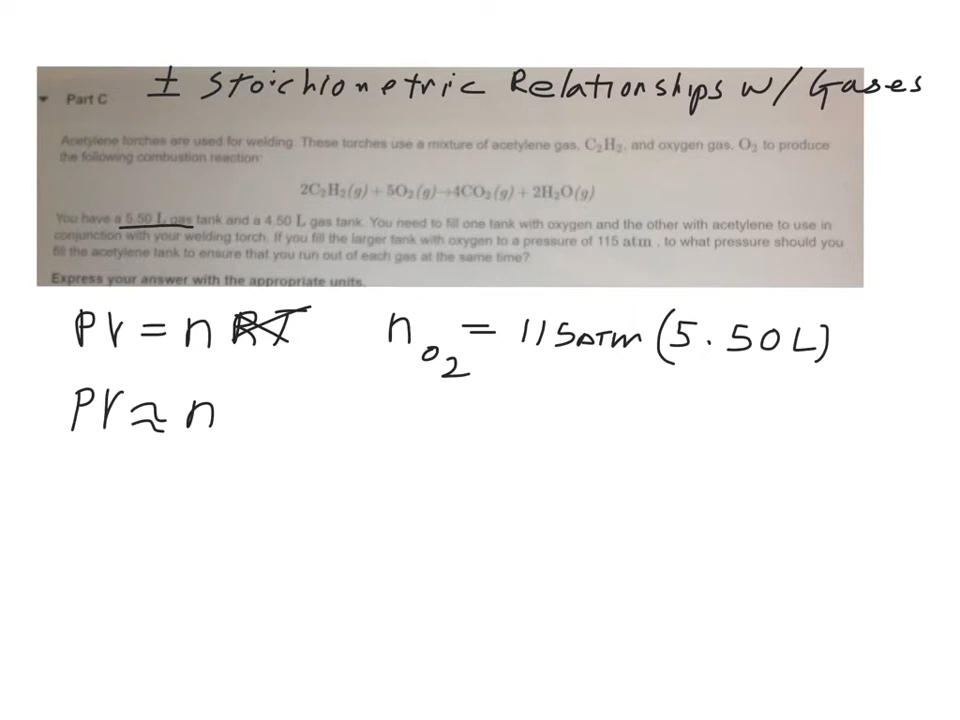 ± Stoichiometric Relationships w/ Gases
Part C
Acetylene torches are used for welding. These torches use a mixture of acetylene gas, C₂H₂, and oxygen gas, O₂ to produce
the following combustion reaction:
2C₂H₂(g) + 5O₂(g)→4CO₂(g) + 2H₂O(g)
You have a 5.50 L gas tank and a 4.50 L gas tank. You need to fill one tank with oxygen and the other with acetylene to use in
conjunction with your welding torch. If you fill the larger tank with oxygen to a pressure of 115 atm, to what pressure should you
fill the acetylene tank to ensure that you run out of each gas at the same time?
Express your answer with the appropriate units.
PV = n RT n O₂ = 115 ATM (5.50L)
PV ≈ n